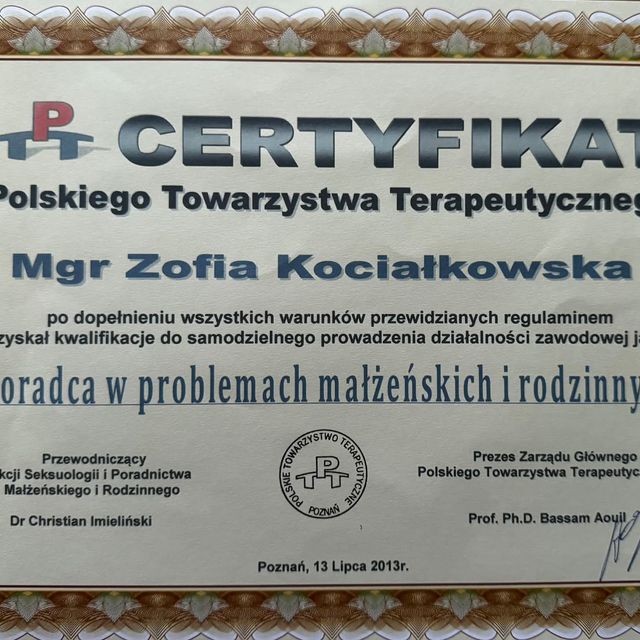 PTT CERTYFIKAT
Polskiego Towarzystwa Terapeutyczneg
Mgr Zofia Kociałkowska
po dopełnieniu wszystkich warunków przewidzianych regulaminem
zyskał kwalifikacje do samodzielnego prowadzenia działalności zawodowej ja
oradca w problemach małżeńskich i rodzinny
Przewodniczący
kcji Seksuologii i Poradnictwa
Małżeńskiego i Rodzinnego
Dr Christian Imieliński
POLSKIE TOWARZYSTWO TERAPEUTYCZNE
TPT
POZNAŃ
Prezes Zarządu Głównego
Polskiego Towarzystwa Terapeutyc
Prof. Ph.D. Bassam Aouil
Poznań, 13 Lipca 2013r.